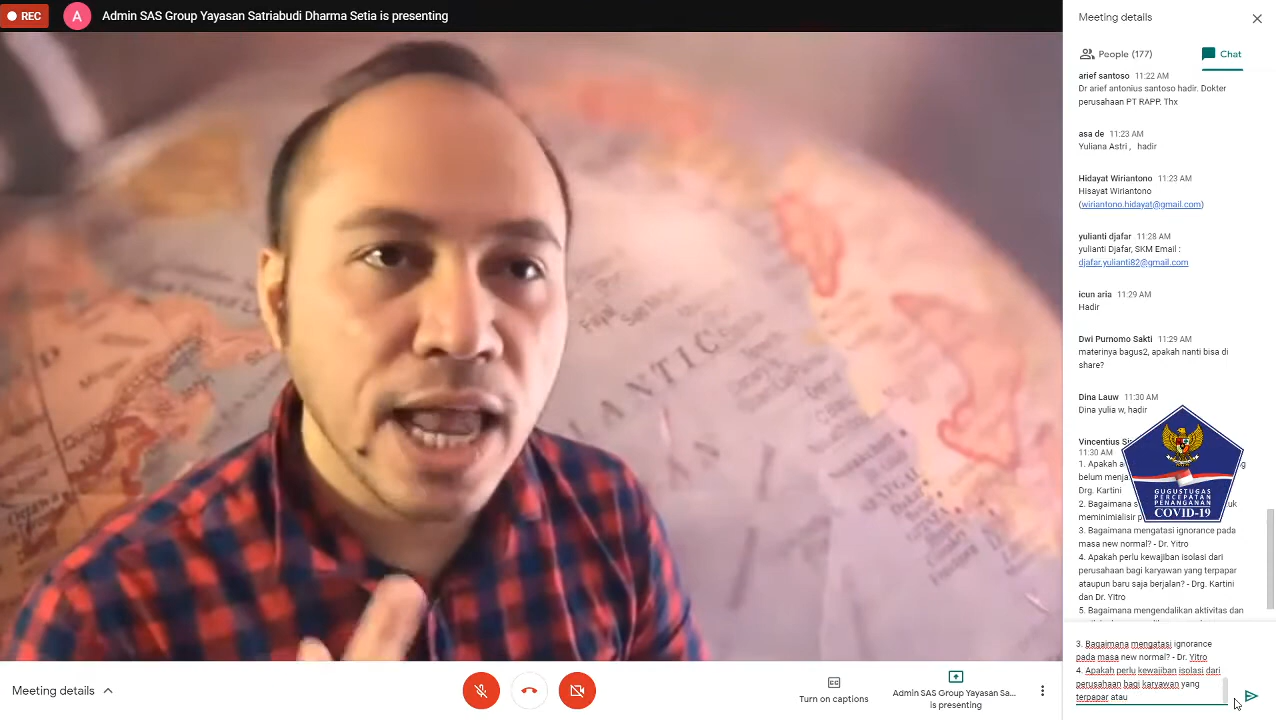 REC
A
Admin SAS Group Yayasan Satriabudi Dharma Setia is presenting
ANTIC
Meeting details
People (177)
Chat
arief santoso 11:22 AM
Dr arief antonius santoso hadir. Dokter
perusahaan PT RAPP. Thx
asa de 11:23 AM
Yuliana Astri , hadir
Hidayat Wiriantono 11:23 AM
Hisayat Wiriantono
(wiriantono.hidayat@gmail.com)
yulianti djafar 11:28 AM
yulianti Djafar, SKM Email :
djafar.yulianti82@gmail.com
icun aria 11:29 AM
Hadir
Dwi Purnomo Sakti 11:29 AM
materinya bagus2, apakah nanti bisa di
share?
Dina Lauw 11:30 AM
Dina yulia w, hadir
Vincentius
11:30 AM
1. Apakah
belum
Drg. Kartini
2. Bagaimana
meminimialisir
3. Bagaimana mengatasi ignorance pada
masa new normal? - Dr. Yitro
4. Apakah perlu kewajiban isolasi dari
perusahaan bagi karyawan yang terpapar
ataupun baru saja berjalan? - Drg. Kartini
dan Dr. Yitro
5. Bagaimana mengendalikan aktivitas dan
GUGUSTUGAS
PERCEPATAN
PENANGANAN
COVID-19
3. Bagaimana mengatasi ignorance
pada masa new normal? - Dr. Yitro
4. Apakah perlu kewajiban isolasi dari
perusahaan bagi karyawan yang
terpapar atau
Meeting details
CC
Turn on captions
Admin SAS Group Yayasan Sa...
is presenting